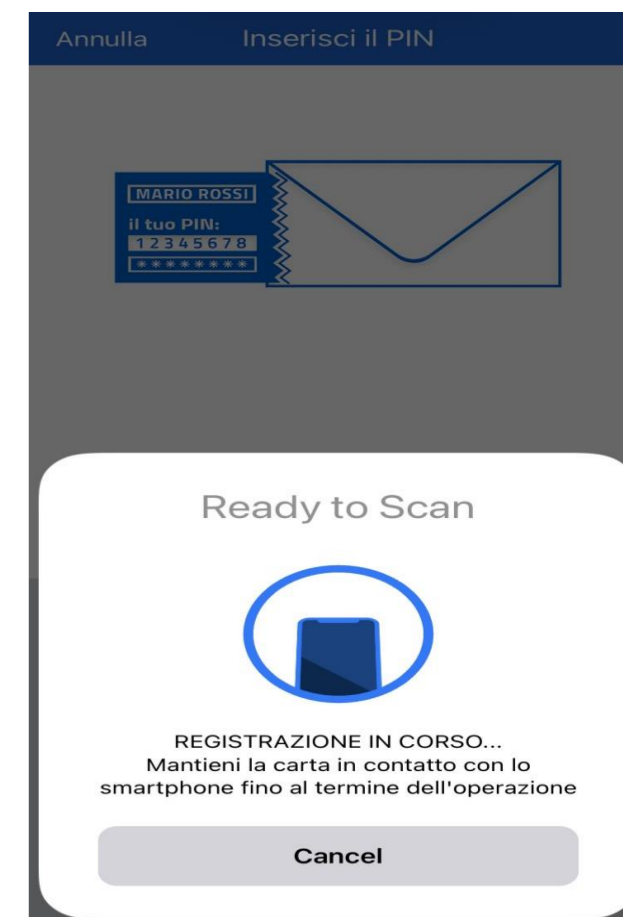 Annulla
Inserisci il PIN
MARIO ROSSI
il tuo PIN:
12345678
********
Ready to Scan
REGISTRAZIONE IN CORSO...
Mantieni la carta in contatto con lo
smartphone fino al termine dell'operazione
Cancel